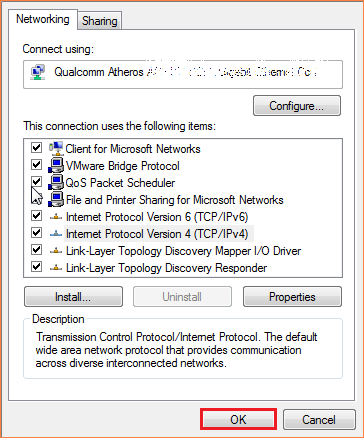 Networking
Sharing
Connect using:
Qualcomm Atheros
Configure...
This connection uses the following items:
Client for Microsoft Networks
VMware Bridge Protocol
QoS Packet Scheduler
File and Printer Sharing for Microsoft Networks
Internet Protocol Version 6 (TCP/IPv6)
Internet Protocol Version 4 (TCP/IPv4)
Link-Layer Topology Discovery Mapper I/O Driver
Link-Layer Topology Discovery Responder
Install...
Uninstall
Properties
Description
Transmission Control Protocol/Internet Protocol. The default
wide area network protocol that provides communication
across diverse interconnected networks.
OK
Cancel